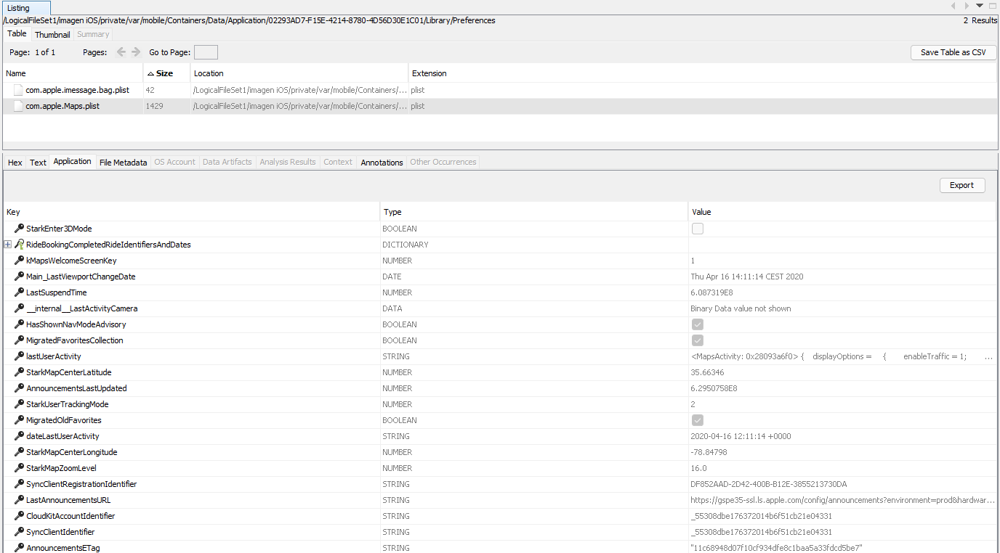 Listing
/LogicalFileSet1/imagen iOS/private/var/mobile/Containers/Data/Application/02293AD7-F15E-4214-8780-4D56D30E1C01/Library/Preferences 2 Results
Table Thumbnail Summary
Page: 1 of 1 Pages: Go to Page: Save Table as CSV
Name Size Location Extension
com.apple.imessage.bag.plist 42 /LogicalFileSet1/imagen iOS/private/var/mobile/Containers/... plist
com.apple.Maps.plist 1429 /LogicalFileSet1/imagen iOS/private/var/mobile/Containers/... plist
Hex Text Application File Metadata OS Account Data Artifacts Analysis Results Context Annotations Other Occurrences
Export
Key Type Value
StarkEnter3DMode BOOLEAN
RideBookingCompletedRideIdentifiersAndDates DICTIONARY
kMapsWelcomeScreenKey NUMBER 1
Main_LastViewportChangeDate DATE Thu Apr 16 14:11:14 CEST 2020
LastSuspendTime NUMBER 6.087319E8
__internal__LastActivityCamera DATA Binary Data value not shown
HasShownNavModeAdvisory BOOLEAN
MigratedFavoritesCollection BOOLEAN
lastUserActivity STRING <MapsActivity: 0x28093a6f0> { displayOptions = { enableTraffic = 1; ...
StarkMapCenterLatitude NUMBER 35.66346
AnnouncementsLastUpdated NUMBER 6.2950758E8
StarkUserTrackingMode NUMBER 2
MigratedOldFavorites BOOLEAN
dateLastUserActivity STRING 2020-04-16 12:11:14 +0000
StarkMapCenterLongitude NUMBER -78.84798
StarkMapZoomLevel NUMBER 16.0
SyncClientRegistrationIdentifier STRING DF852AAD-2D42-400B-B12E-3855213730DA
LastAnnouncementsURL STRING https://gspe35-ssl.ls.apple.com/config/announcements?environment=prod&hardwar...
CloudKitAccountIdentifier STRING _55308dbe176372014b6f51cb21e04331
SyncClientIdentifier STRING _55308dbe176372014b6f51cb21e04331
AnnouncementsETag STRING "11c68948d07f10cf934dfe8c1baa5a33fdcd5be7"